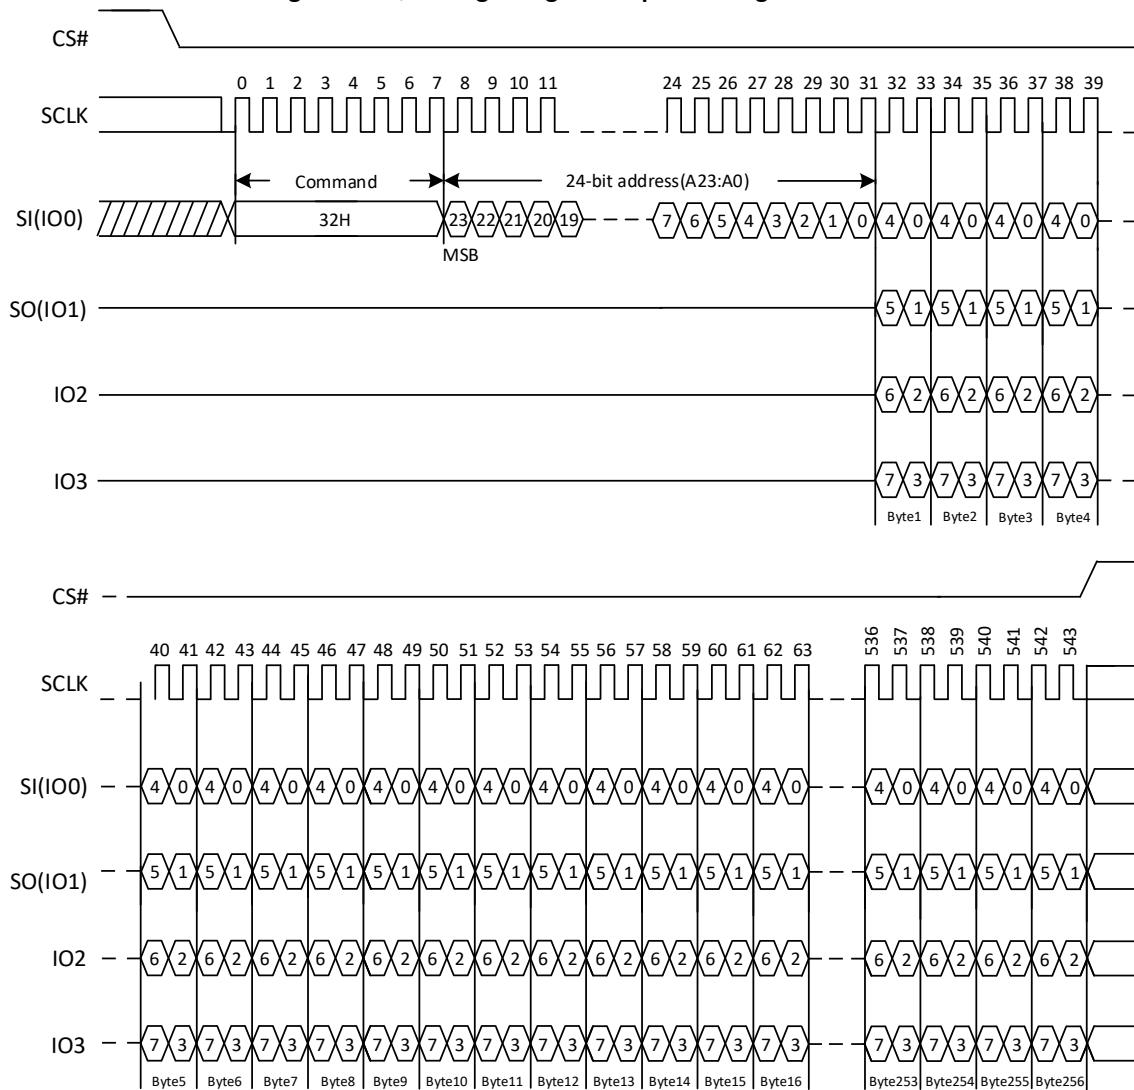 CS#
0 1 2 3 4 5 6 7 8 9 10 11 24 25 26 27 28 29 30 31 32 33 34 35 36 37 38 39
SCLK
Command 24-bit address(A23:A0)
SI(IO0) 32H 23 22 21 20 19 7 6 5 4 3 2 1 0 4 0 4 0 4 0 4 0
MSB
SO(IO1) 5 1 5 1 5 1 5 1
IO2 6 2 6 2 6 2 6 2
IO3 7 3 7 3 7 3 7 3
Byte1 Byte2 Byte3 Byte4
CS#
40 41 42 43 44 45 46 47 48 49 50 51 52 53 54 55 56 57 58 59 60 61 62 63 536 537 538 539 540 541 542 543
SCLK
SI(IO0) 4 0 4 0 4 0 4 0 4 0 4 0 4 0 4 0 4 0 4 0 4 0 4 0 4 0 4 0 4 0 4 0
SO(IO1) 5 1 5 1 5 1 5 1 5 1 5 1 5 1 5 1 5 1 5 1 5 1 5 1 5 1 5 1 5 1 5 1
IO2 6 2 6 2 6 2 6 2 6 2 6 2 6 2 6 2 6 2 6 2 6 2 6 2 6 2 6 2 6 2 6 2
IO3 7 3 7 3 7 3 7 3 7 3 7 3 7 3 7 3 7 3 7 3 7 3 7 3 7 3 7 3 7 3 7 3
Byte5 Byte6 Byte7 Byte8 Byte9 Byte10 Byte11 Byte12 Byte13 Byte14 Byte15 Byte16 Byte253 Byte254 Byte255 Byte256